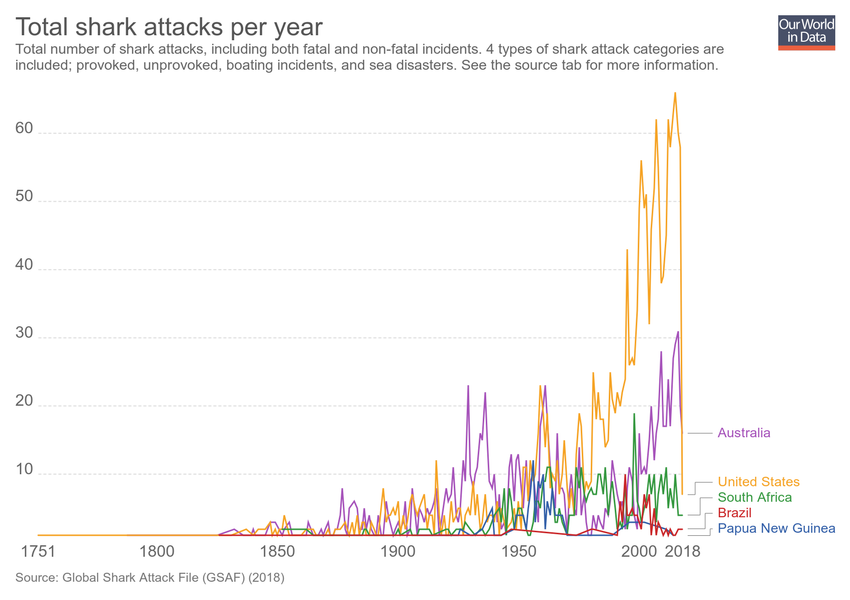 Total shark attacks per year
Our World
in Data
Total number of shark attacks, including both fatal and non-fatal incidents. 4 types of shark attack categories are
included; provoked, unprovoked, boating incidents, and sea disasters. See the source tab for more information.
60
50
40
30
20
10
Australia
United States
South Africa
Brazil
Papua New Guinea
1751 1800 1850 1900 1950 2000 2018
Source: Global Shark Attack File (GSAF) (2018)